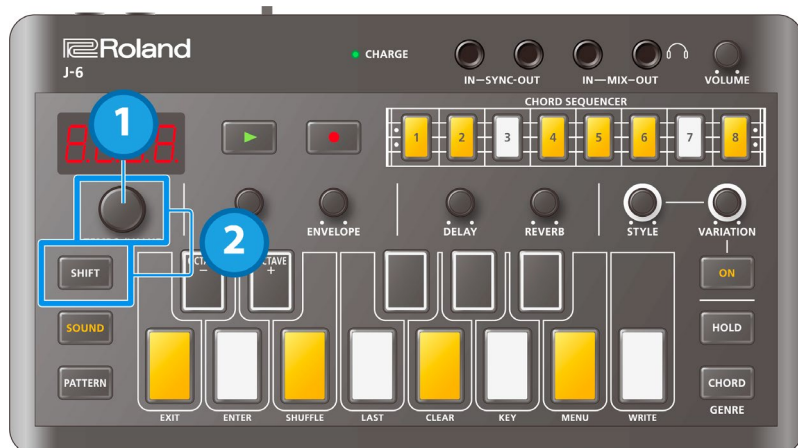 Roland
J-6
CHARGE
IN-SYNC-OUT
IN-MIX-OUT
VOLUME
CHORD SEQUENCER
1
2
3
4
5
6
7
8
1
2
ENVELOPE
DELAY
REVERB
STYLE
VARIATION
OCTAVE
+
SHIFT
ON
SOUND
HOLD
PATTERN
CHORD
GENRE
EXIT
ENTER
SHUFFLE
LAST
CLEAR
KEY
MENU
WRITE